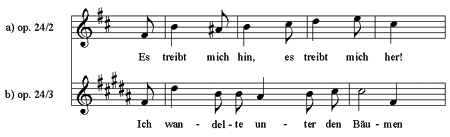 a) op. 24/2
Es treibt mich hin, es treibt mich her!
b) op. 24/3
Ich wan - del - te un - ter den Bäu - men